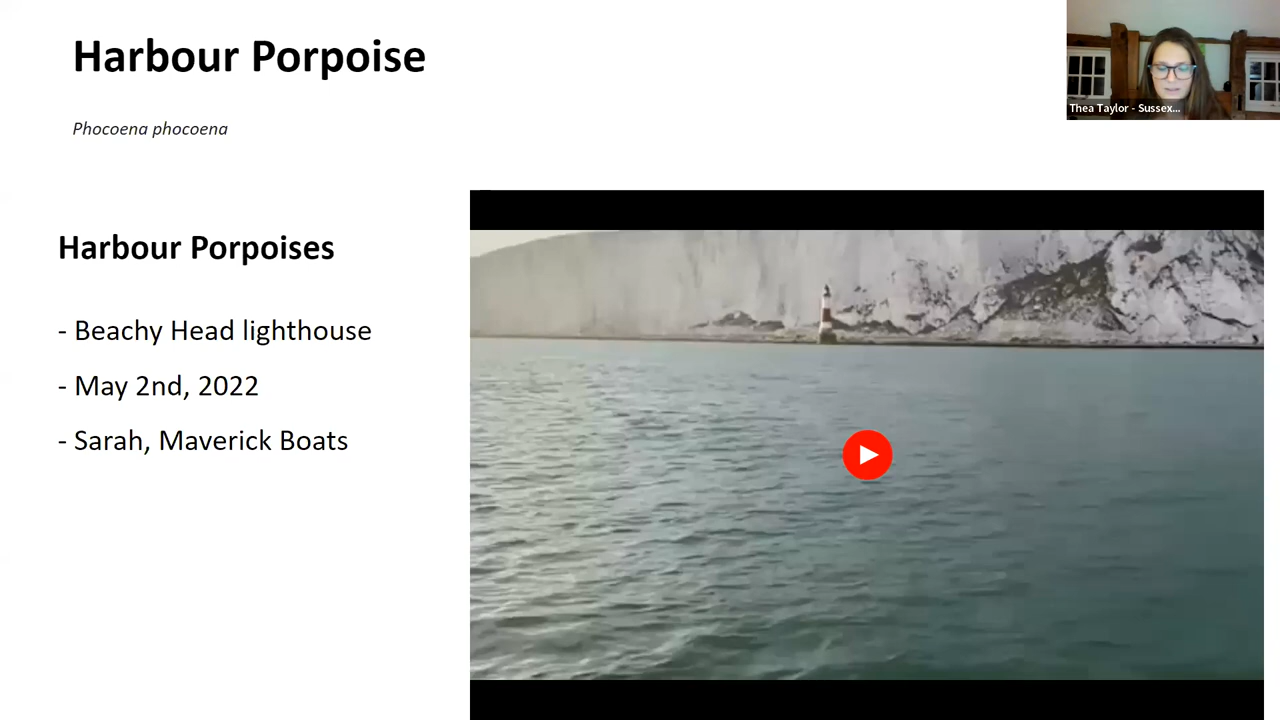 Harbour Porpoise
Thea Taylor - Sussex...
Phocoena phocoena
Harbour Porpoises
- Beachy Head lighthouse
- May 2nd, 2022
- Sarah, Maverick Boats